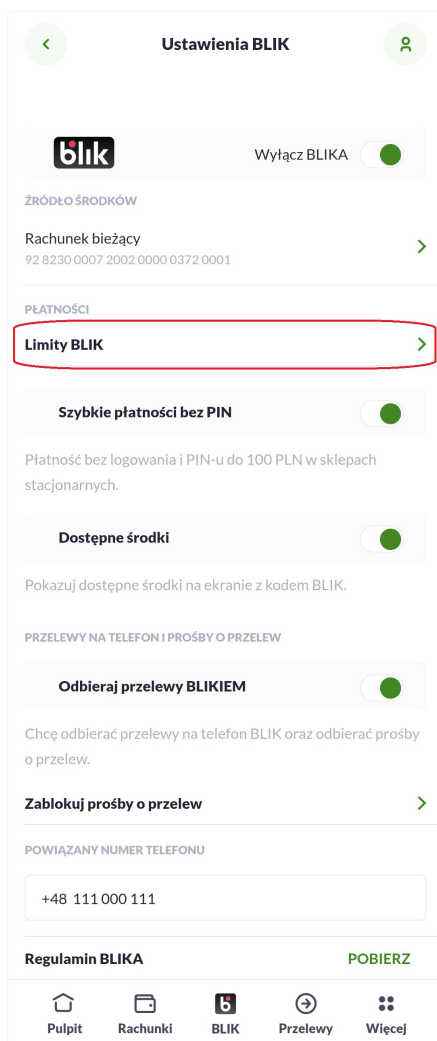 Ustawienia BLIK
blik
Wyłącz BLIKA
ŹRÓDŁO ŚRODKÓW
Rachunek bieżący
92 8230 0007 2002 0000 0372 0001
PŁATNOŚCI
Limity BLIK
Szybkie płatności bez PIN
Płatność bez logowania i PIN-u do 100 PLN w sklepach
stacjonarnych.
Dostępne środki
Pokazuj dostępne środki na ekranie z kodem BLIK.
PRZELEWY NA TELEFON I PROŚBY O PRZELEW
Odbieraj przelewy BLIKIEM
Chcę odbierać przelewy na telefon BLIK oraz odbierać prośby
o przelew.
Zablokuj prośby o przelew
POWIĄZANY NUMER TELEFONU
+48 111 000 111
Regulamin BLIKA POBIERZ
Pulpit Rachunki BLIK Przelewy Więcej